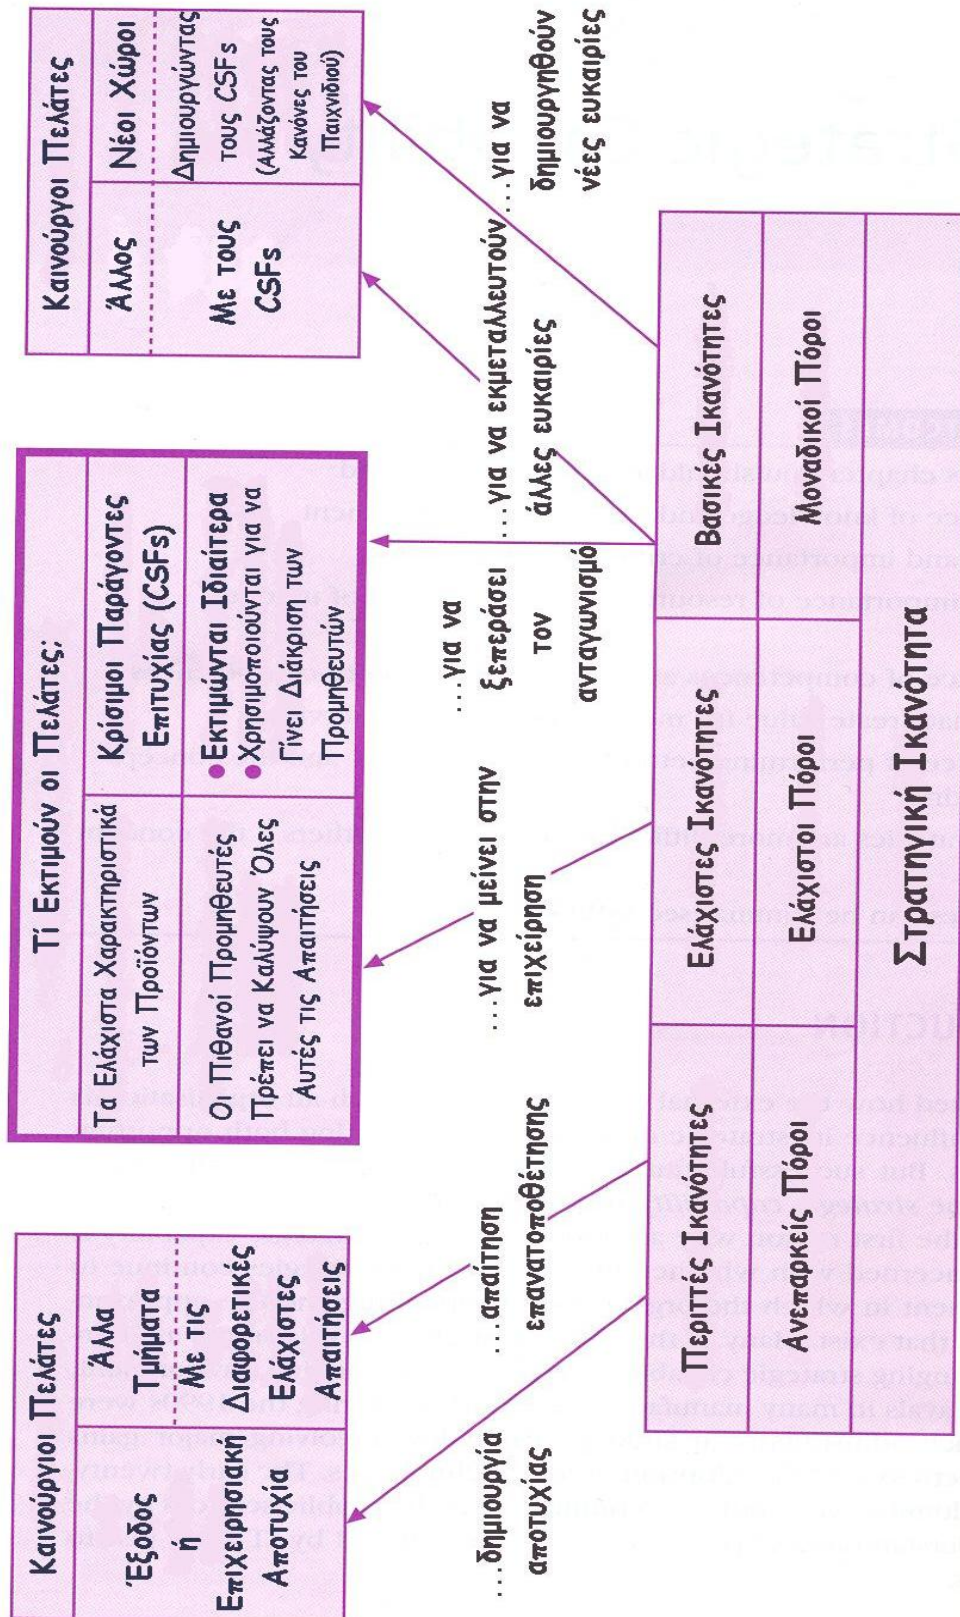 Καινούργιοι Πελάτες
Έξοδος
ή
Επιχειρησιακή
Αποτυχία
Άλλα
Τμήματα
Με τις
Διαφορετικές
Ελάχιστες
Απαιτήσεις
Τί Εκτιμούν οι Πελάτες;
Τα Ελάχιστα Χαρακτηριστικά
των Προϊόντων
Οι Πιθανοί Προμηθευτές
Πρέπει να Καλύψουν Όλες
Αυτές τις Απαιτήσεις
Κρίσιμοι Παράγοντες
Επιτυχίας (CSFs)
● Εκτιμώνται Ιδιαίτερα
● Χρησιμοποιούνται για να
Γίνει Διάκριση των
Προμηθευτών
Καινούργοι Πελάτες
Άλλος
Με τους
CSFs
Νέοι Χώροι
Δημιουργώντας
τους CSFs
(Αλλάζοντας τους
Κανόνες του
Παιχνιδιού)
...δημιουργία
αποτυχίας
...απαίτηση
επανατοποθέτησης
...για να μείνει στην
επιχείρηση
...για να
ξεπεράσει
τον
ανταγωνισμό
...για να εκμεταλλευτούν
άλλες ευκαιρίες
...για να
δημιουργηθούν
νέες ευκαιρίες
Περιττες Ικανότητες
Ελάχιστες Ικανότητες
Βασικές Ικανότητες
Ανεπαρκείς Πόροι
Ελάχιστοι Πόροι
Μοναδικοί Πόροι
Στρατηγική Ικανότητα